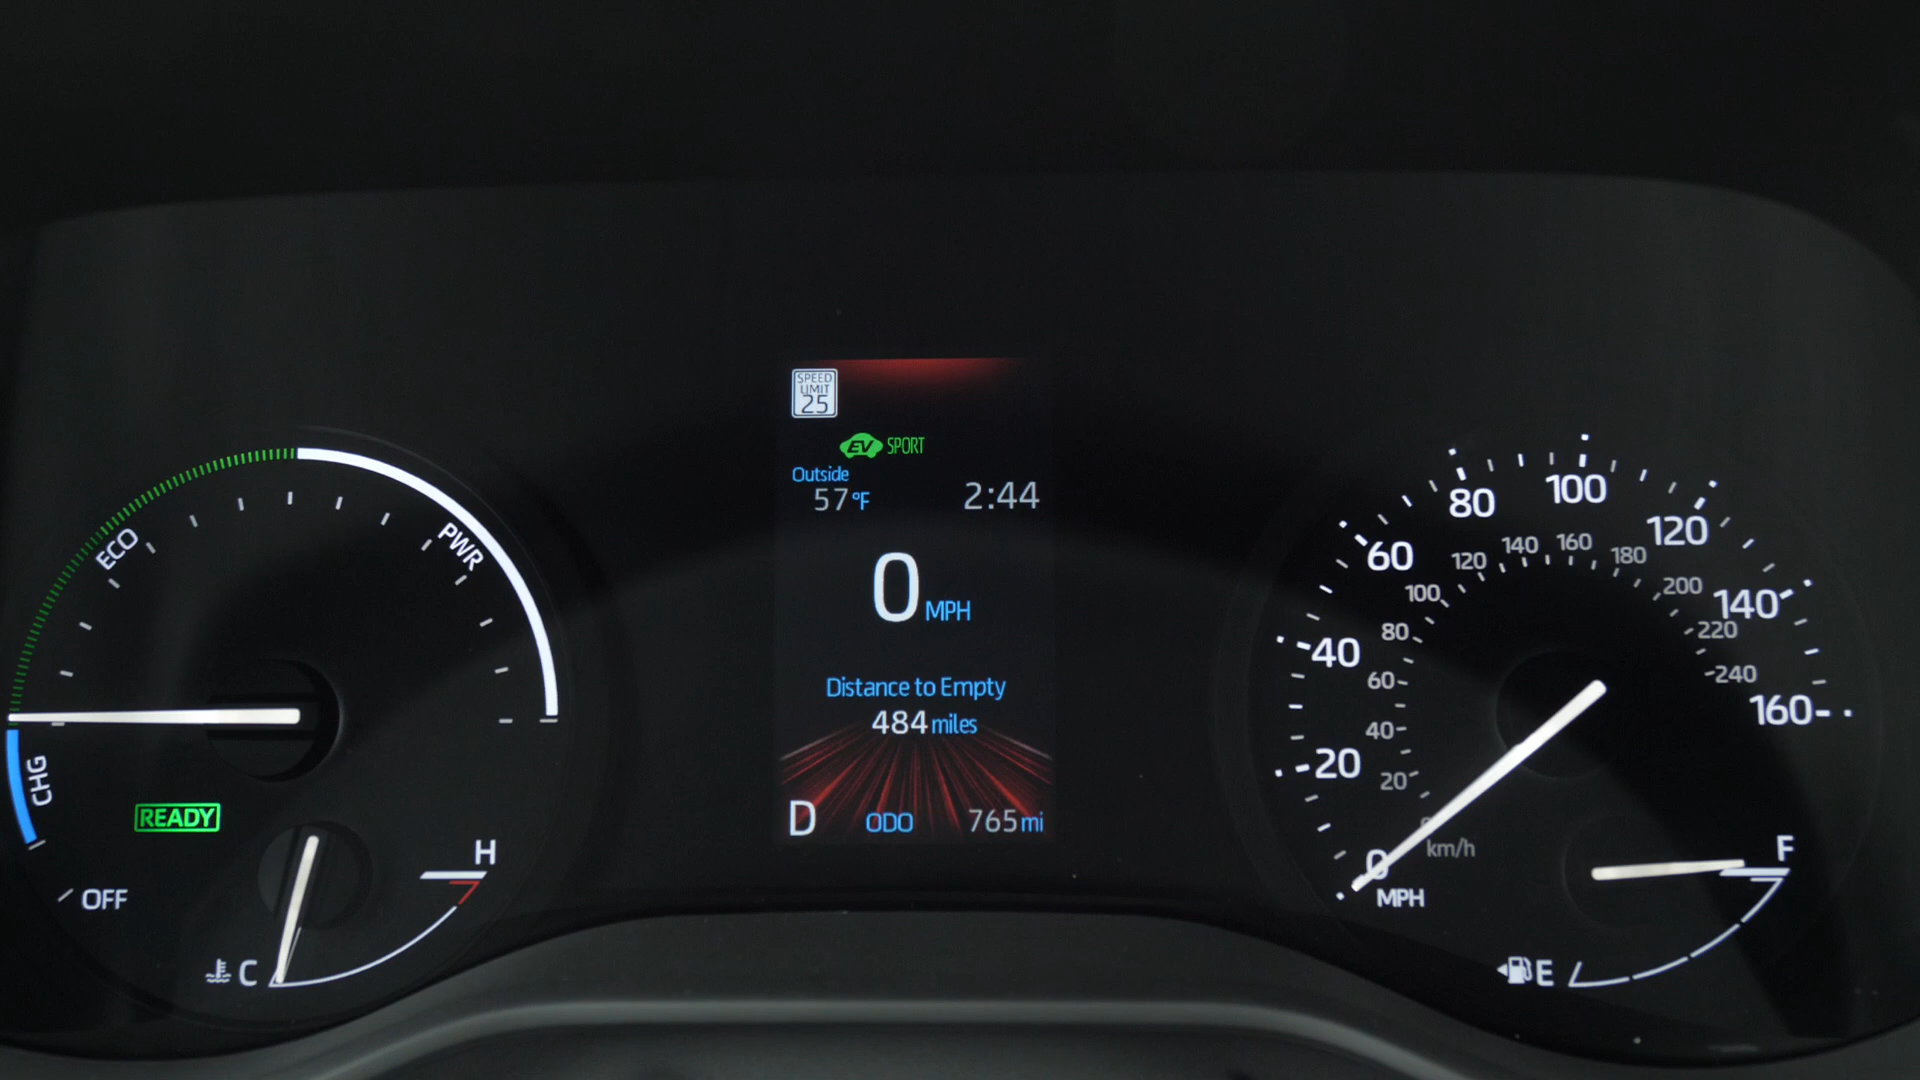 SPEED
LIMIT
25
EV SPORT
Outside
57°F 2:44
0 MPH
Distance to Empty
484 miles
D ODO 765 mi
ECO
PWR
CHG
READY
OFF
H
C
0
20
40
60
80
100
120
140
160
MPH
20
40
60
80
100
120
140
160
180
200
220
240
km/h
F
E